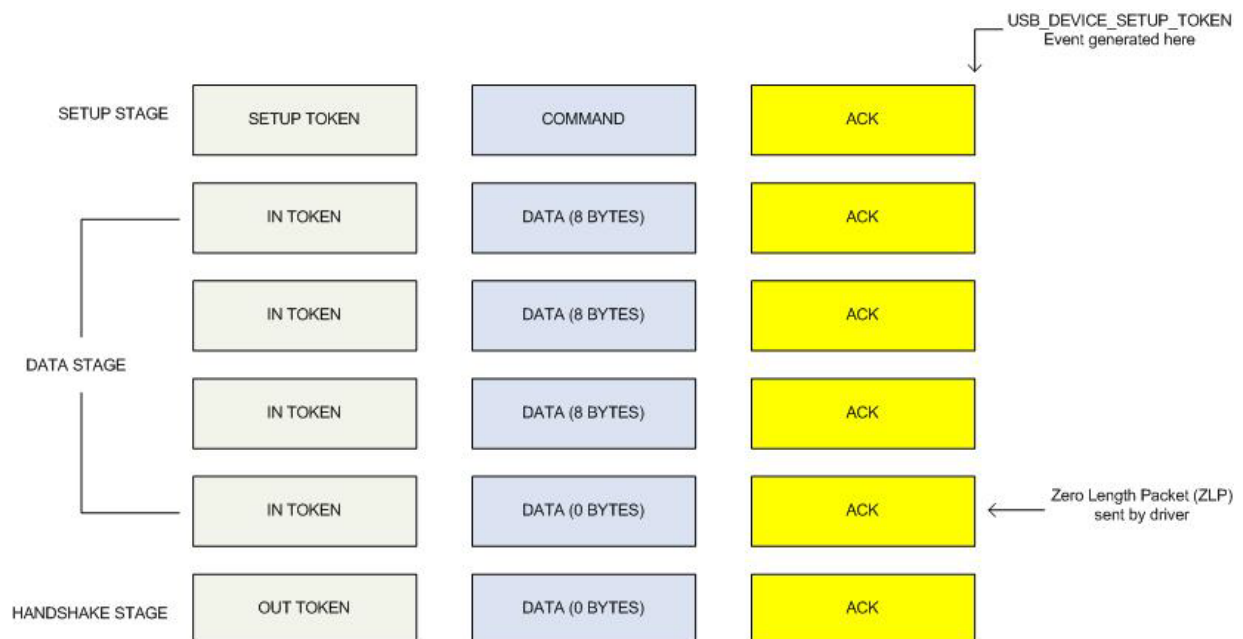 USB_DEVICE_SETUP_TOKEN
Event generated here
SETUP STAGE
SETUP TOKEN
COMMAND
ACK
IN TOKEN
DATA (8 BYTES)
ACK
IN TOKEN
DATA (8 BYTES)
ACK
DATA STAGE
IN TOKEN
DATA (8 BYTES)
ACK
IN TOKEN
DATA (0 BYTES)
ACK
Zero Length Packet (ZLP)
sent by driver
HANDSHAKE STAGE
OUT TOKEN
DATA (0 BYTES)
ACK